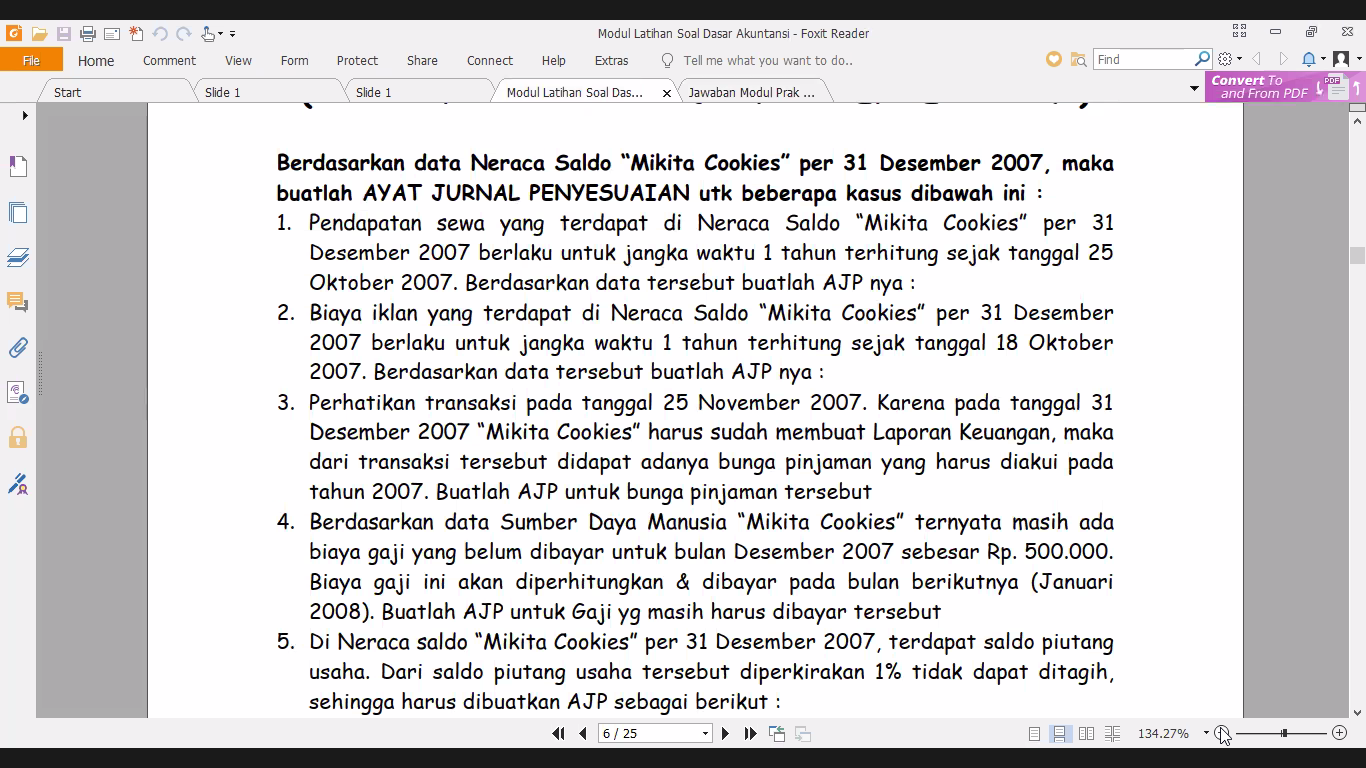 Modul Latihan Soal Dasar Akuntansi - Foxit Reader
File Home Comment View Form Protect Share Connect Help Extras Tell me what you want to do.. Find
Start Slide 1 Slide 1 Modul Latihan Soal Das... × Jawaban Modul Prak ...
Convert To
and From PDF
PDF
Berdasarkan data Neraca Saldo “Mikita Cookies” per 31 Desember 2007, maka
buatlah AYAT JURNAL PENYESUAIAN utk beberapa kasus dibawah ini :
1. Pendapatan sewa yang terdapat di Neraca Saldo “Mikita Cookies” per 31
Desember 2007 berlaku untuk jangka waktu 1 tahun terhitung sejak tanggal 25
Oktober 2007. Berdasarkan data tersebut buatlah AJP nya :
2. Biaya iklan yang terdapat di Neraca Saldo “Mikita Cookies” per 31 Desember
2007 berlaku untuk jangka waktu 1 tahun terhitung sejak tanggal 18 Oktober
2007. Berdasarkan data tersebut buatlah AJP nya :
3. Perhatikan transaksi pada tanggal 25 November 2007. Karena pada tanggal 31
Desember 2007 “Mikita Cookies” harus sudah membuat Laporan Keuangan, maka
dari transaksi tersebut didapat adanya bunga pinjaman yang harus diakui pada
tahun 2007. Buatlah AJP untuk bunga pinjaman tersebut
4. Berdasarkan data Sumber Daya Manusia “Mikita Cookies” ternyata masih ada
biaya gaji yang belum dibayar untuk bulan Desember 2007 sebesar Rp. 500.000.
Biaya gaji ini akan diperhitungkan & dibayar pada bulan berikutnya (Januari
2008). Buatlah AJP untuk Gaji yg masih harus dibayar tersebut
5. Di Neraca saldo “Mikita Cookies” per 31 Desember 2007, terdapat saldo piutang
usaha. Dari saldo piutang usaha tersebut diperkirakan 1% tidak dapat ditagih,
sehingga harus dibuatkan AJP sebagai berikut :
6 / 25 134.27%